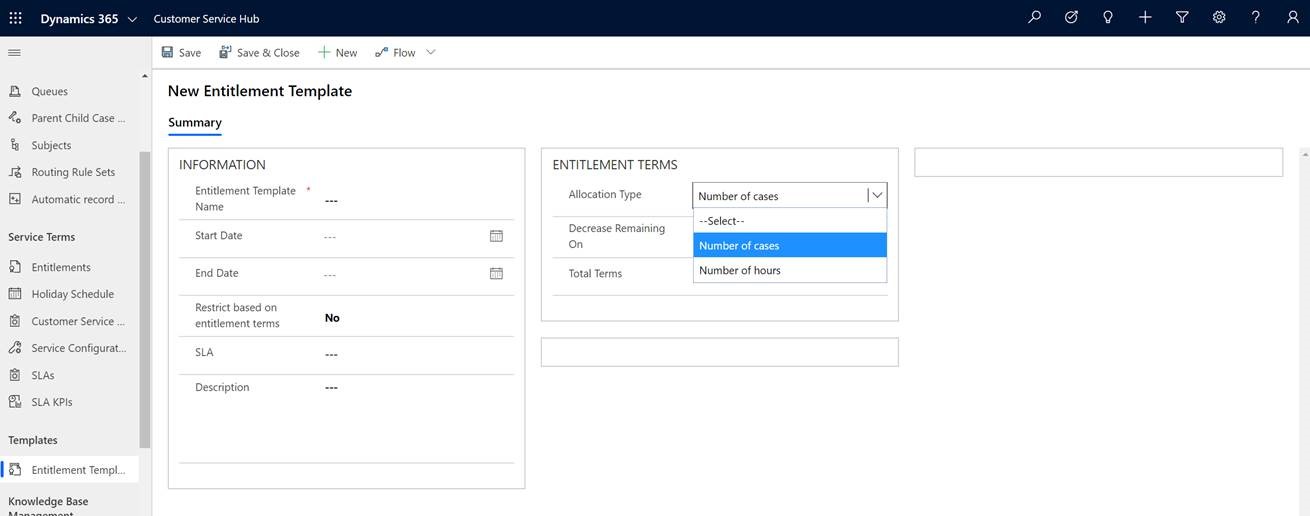 Dynamics 365 Customer Service Hub
Save Save & Close New Flow
Queues
Parent Child Case ...
Subjects
Routing Rule Sets
Automatic record ...
Service Terms
Entitlements
Holiday Schedule
Customer Service ...
Service Configurat...
SLAs
SLA KPIs
Templates
Entitlement Templ...
Knowledge Base
Management
New Entitlement Template
Summary
INFORMATION
Entitlement Template
Name
* ---
Start Date ---
End Date ---
Restrict based on
entitlement terms
No
SLA ---
Description ---
ENTITLEMENT TERMS
Allocation Type Number of cases
--Select--
Number of cases
Number of hours
Decrease Remaining
On
Total Terms